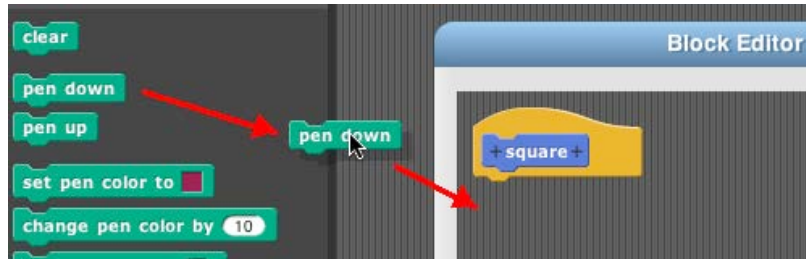 clear
pen down
pen up
set pen color to
change pen color by 10
pen down
Block Editor
+ square +